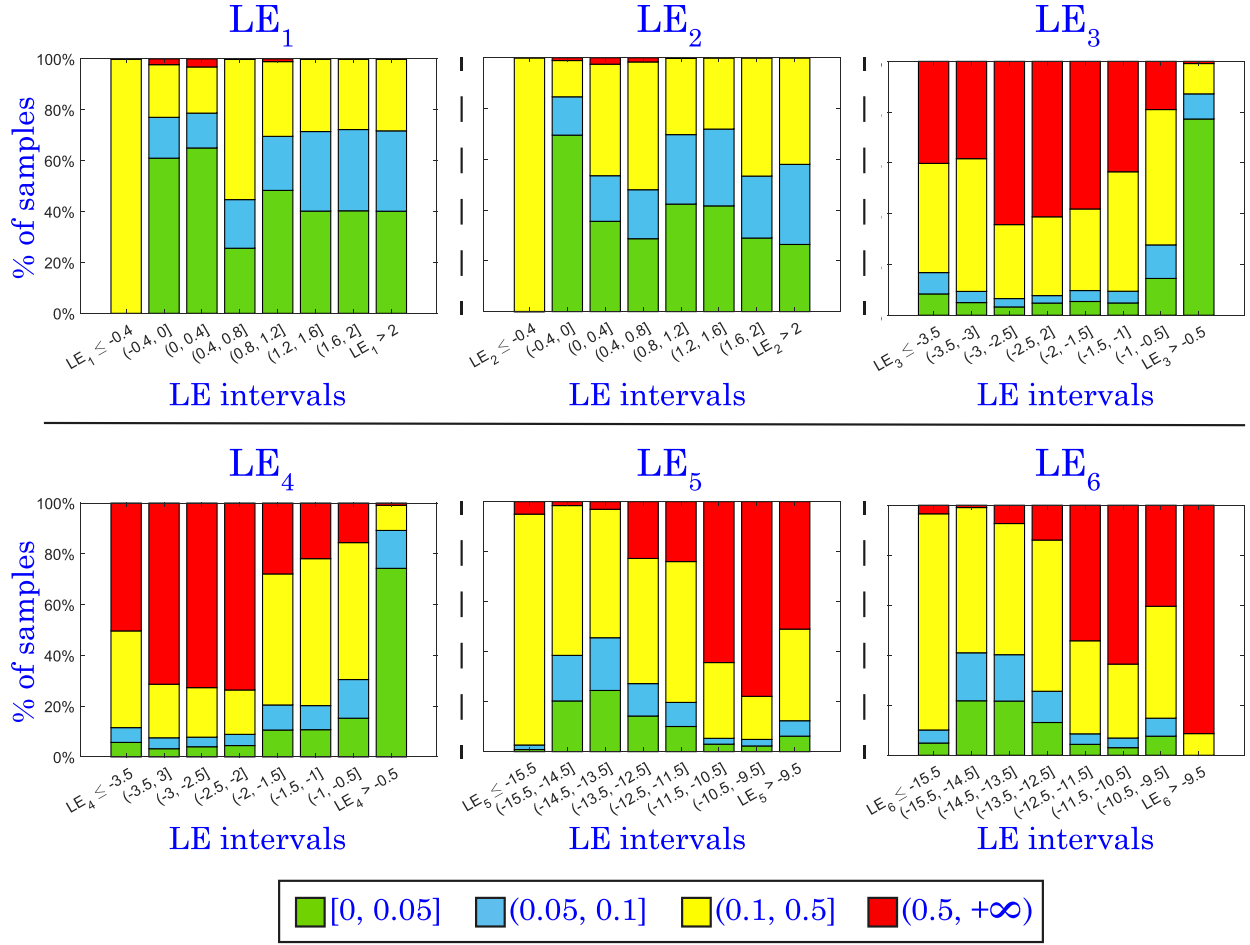 LE1 LE2 LE3
% of samples
100%
80%
60%
40%
20%
0%
LE1 ≤ -0.4 (-0.4, 0] (0, 0.4] (0.4, 0.8] (0.8, 1.2] (1.2, 1.6] (1.6, 2] LE1 > 2
LE2 ≤ -0.4 (-0.4, 0] (0, 0.4] (0.4, 0.8] (0.8, 1.2] (1.2, 1.6] (1.6, 2] LE2 > 2
LE3 ≤ -3.5 (-3.5, -3] (-3, -2.5] (-2.5, 2] (-2, -1.5] (-1.5, -1] (-1, -0.5] LE3 > -0.5
LE intervals LE intervals LE intervals
LE4 LE5 LE6
% of samples
100%
80%
60%
40%
20%
0%
LE4 ≤ -3.5 (-3.5, 3] (-3, -2.5] (-2.5, -2] (-2, -1.5] (-1.5, -1] (-1, -0.5] LE4 > -0.5
LE5 ≤ -15.5 (-15.5, -14.5] (-14.5, -13.5] (-13.5, -12.5] (-12.5, -11.5] (-11.5, -10.5] (-10.5, -9.5] LE5 > -9.5
LE6 ≤ -15.5 (-15.5, -14.5] (-14.5, -13.5] (-13.5, -12.5] (-12.5, -11.5] (-11.5, -10.5] (-10.5, -9.5] LE6 > -9.5
LE intervals LE intervals LE intervals
[0, 0.05] (0.05, 0.1] (0.1, 0.5] (0.5, +∞)